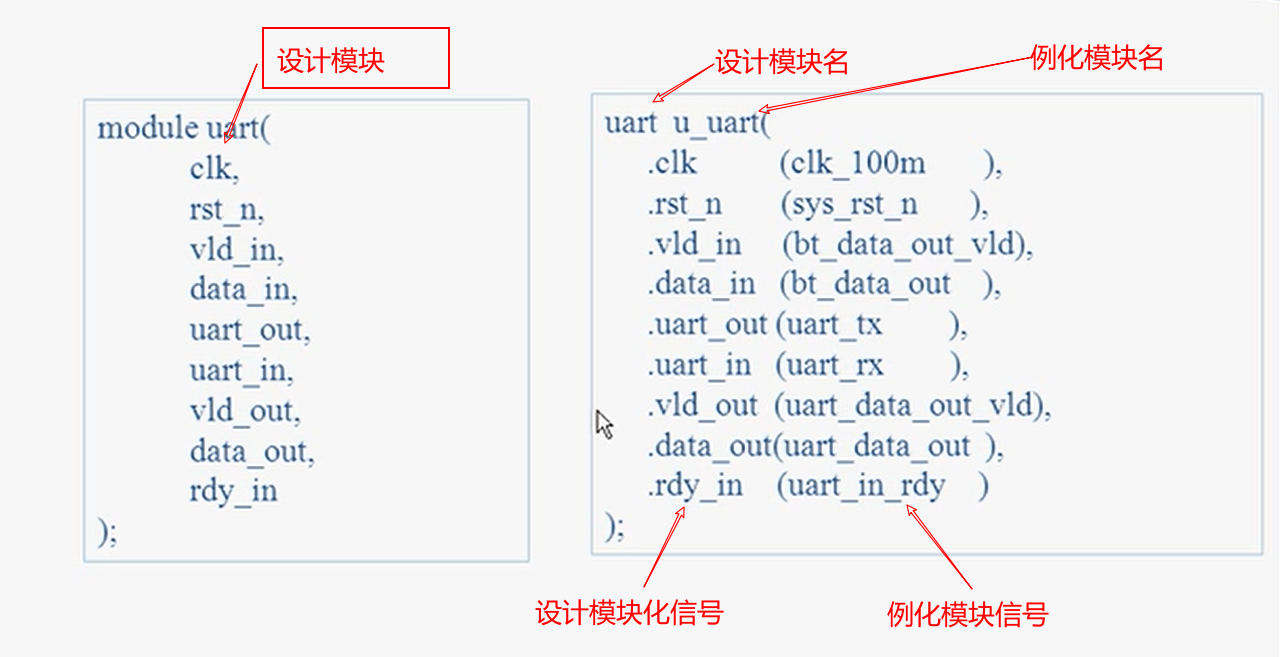 设计模块
module uart(
clk,
rst_n,
vld_in,
data_in,
uart_out,
uart_in,
vld_out,
data_out,
rdy_in
);
设计模块名
例化模块名
uart u_uart(
.clk (clk_100m ),
.rst_n (sys_rst_n ),
.vld_in (bt_data_out_vld),
.data_in (bt_data_out ),
.uart_out (uart_tx ),
.uart_in (uart_rx ),
.vld_out (uart_data_out_vld),
.data_out(uart_data_out ),
.rdy_in (uart_in_rdy )
);
设计模块化信号
例化模块信号